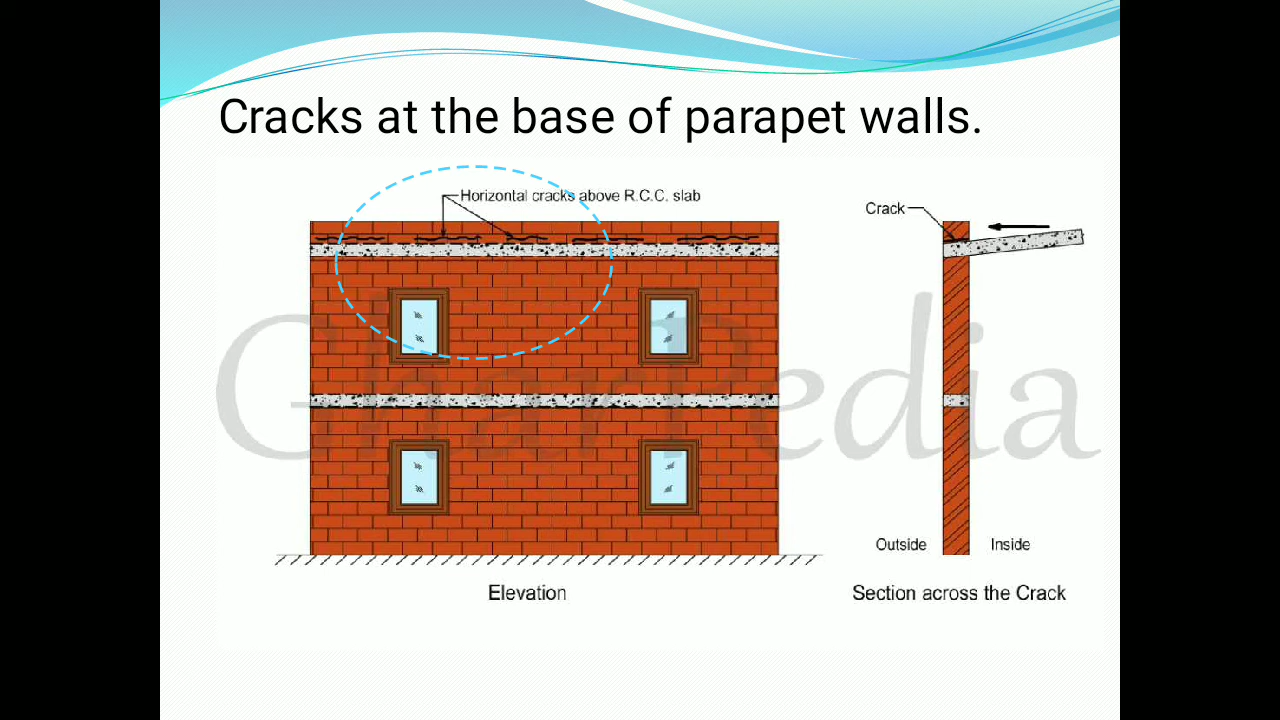 Cracks at the base of parapet walls.
Horizontal cracks above R.C.C. slab
Crack
GharPedia
Outside
Inside
Elevation
Section across the Crack